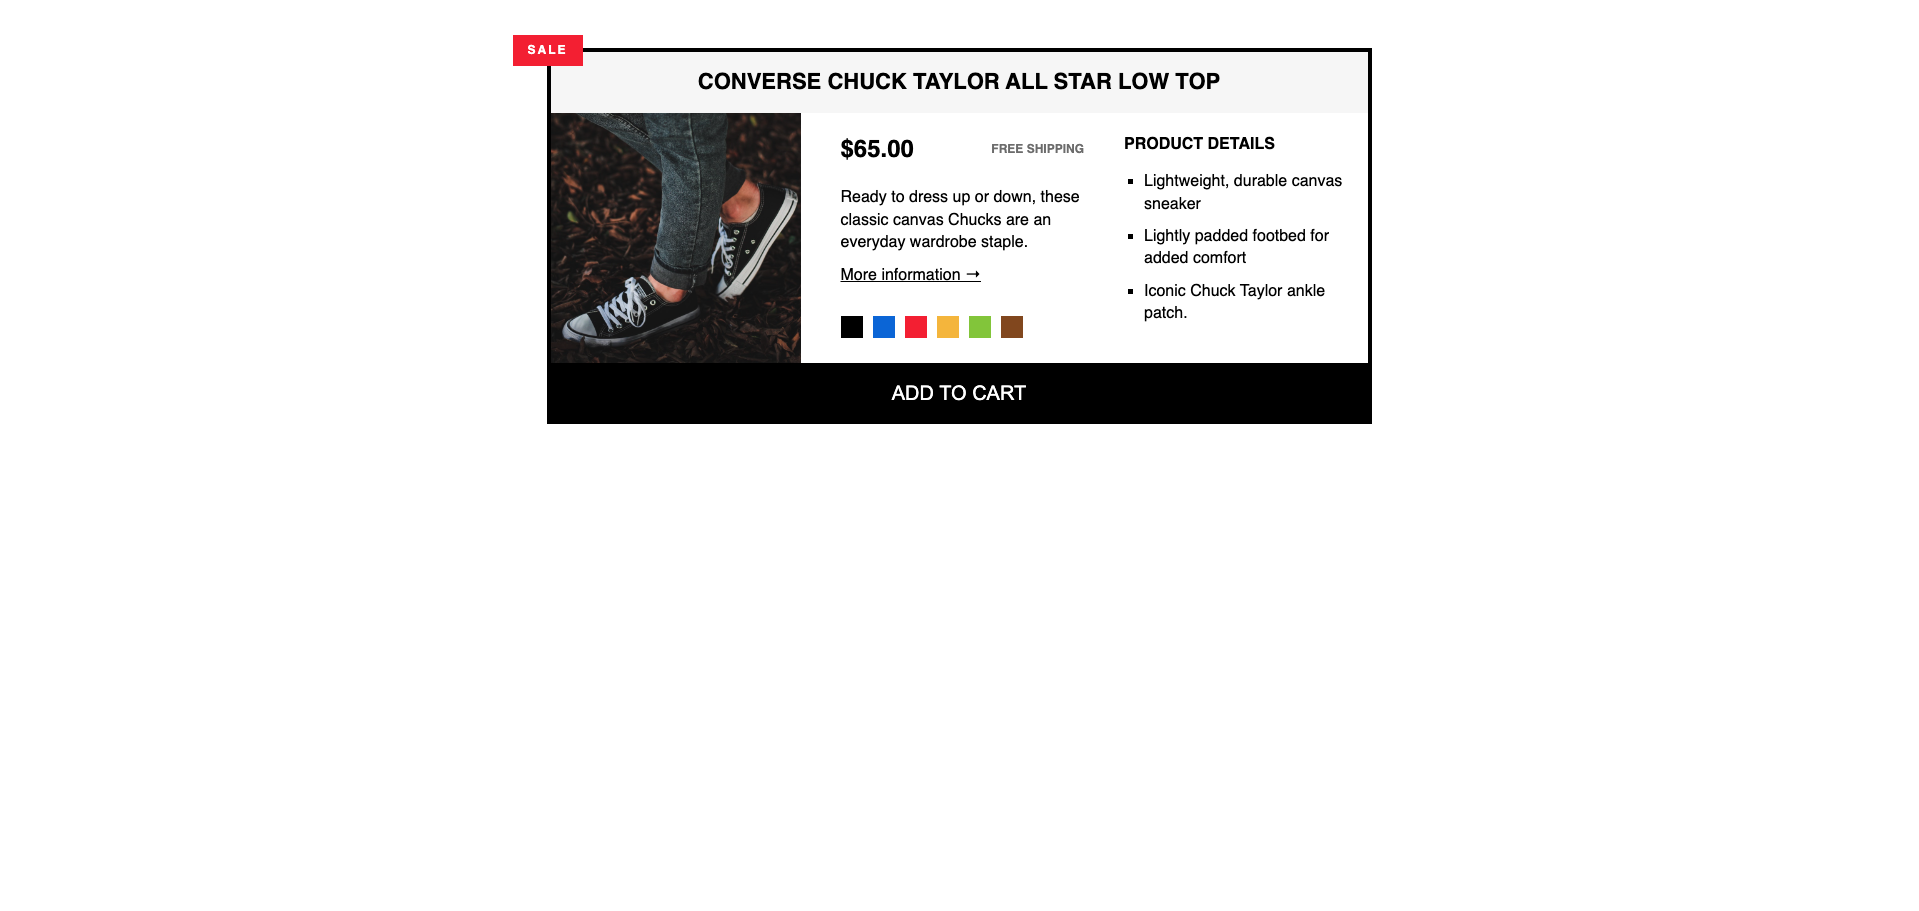 SALE
CONVERSE CHUCK TAYLOR ALL STAR LOW TOP
$65.00
FREE SHIPPING
Ready to dress up or down, these
classic canvas Chucks are an
everyday wardrobe staple.
More information →
PRODUCT DETAILS
Lightweight, durable canvas
sneaker
Lightly padded footbed for
added comfort
Iconic Chuck Taylor ankle
patch.
ADD TO CART